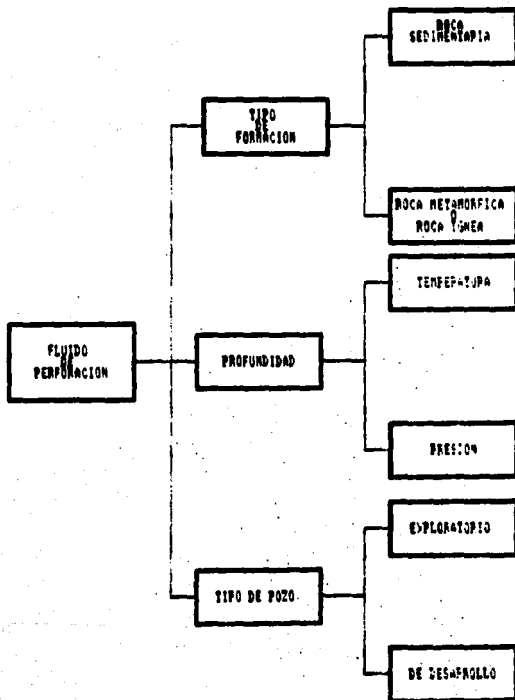 ROCA
SEDIMENTARIA
TIPO
DE
FORMACION
ROCA METAMORFICA
O
ROCA IGNEA
TEMPERATURA
FLUIDO
DE
PERFORACION
PROFUNDIDAD
PRESION
EXPLORATORIO
TIPO DE POZO
DE DESARROLLO